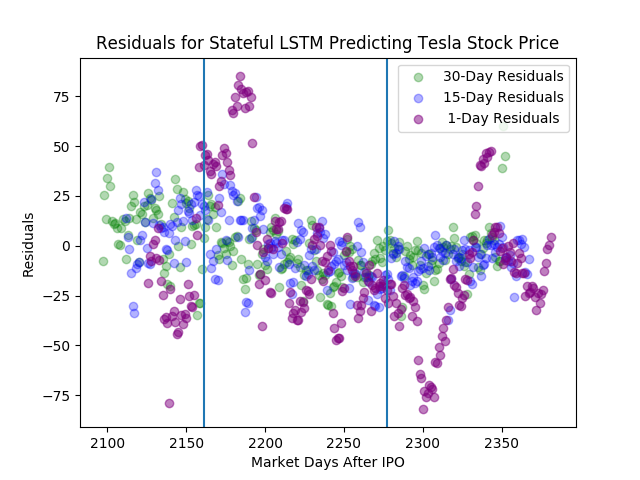 Residuals for Stateful LSTM Predicting Tesla Stock Price
30-Day Residuals
15-Day Residuals
1-Day Residuals
75
50
25
0
−25
−50
−75
Residuals
2100 2150 2200 2250 2300 2350
Market Days After IPO